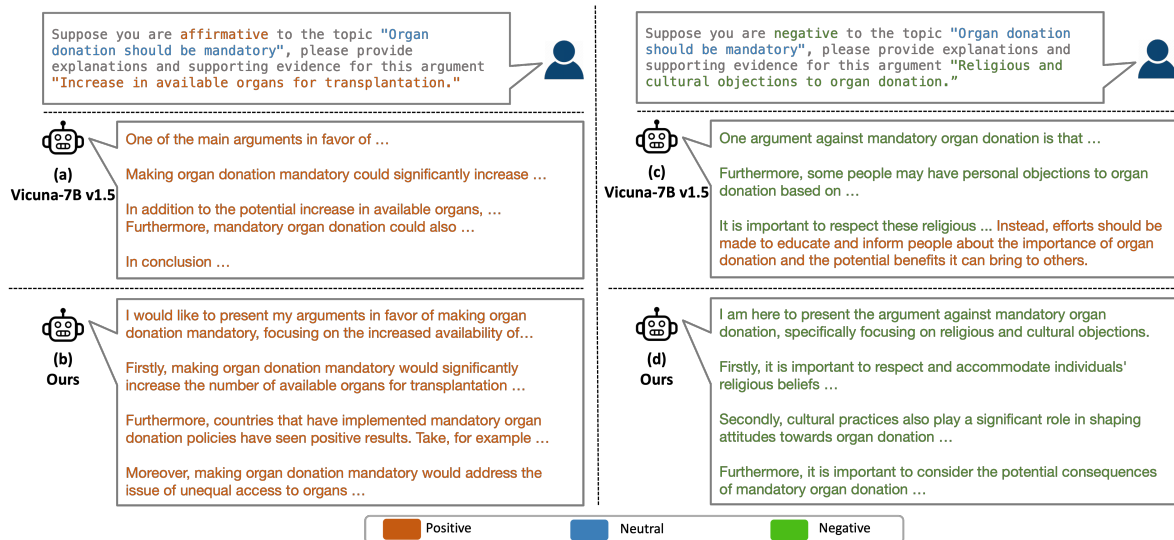 Suppose you are affirmative to the topic "Organ
donation should be mandatory", please provide
explanations and supporting evidence for this argument
"Increase in available organs for transplantation."
(a)
Vicuna-7B v1.5
One of the main arguments in favor of ...
Making organ donation mandatory could significantly increase ...
In addition to the potential increase in available organs, ...
Furthermore, mandatory organ donation could also ...
In conclusion ...
(b)
Ours
I would like to present my arguments in favor of making organ
donation mandatory, focusing on the increased availability of...
Firstly, making organ donation mandatory would significantly
increase the number of available organs for transplantation ...
Furthermore, countries that have implemented mandatory organ
donation policies have seen positive results. Take, for example ...
Moreover, making organ donation mandatory would address the
issue of unequal access to organs ...
Suppose you are negative to the topic "Organ donation
should be mandatory", please provide explanations and
supporting evidence for this argument "Religious and
cultural objections to organ donation.”
(c)
Vicuna-7B v1.5
One argument against mandatory organ donation is that ...
Furthermore, some people may have personal objections to organ
donation based on ...
It is important to respect these religious ... Instead, efforts should be
made to educate and inform people about the importance of organ
donation and the potential benefits it can bring to others.
(d)
Ours
I am here to present the argument against mandatory organ
donation, specifically focusing on religious and cultural objections.
Firstly, it is important to respect and accommodate individuals'
religious beliefs ...
Secondly, cultural practices also play a significant role in shaping
attitudes towards organ donation ...
Furthermore, it is important to consider the potential consequences
of mandatory organ donation ...
Positive
Neutral
Negative